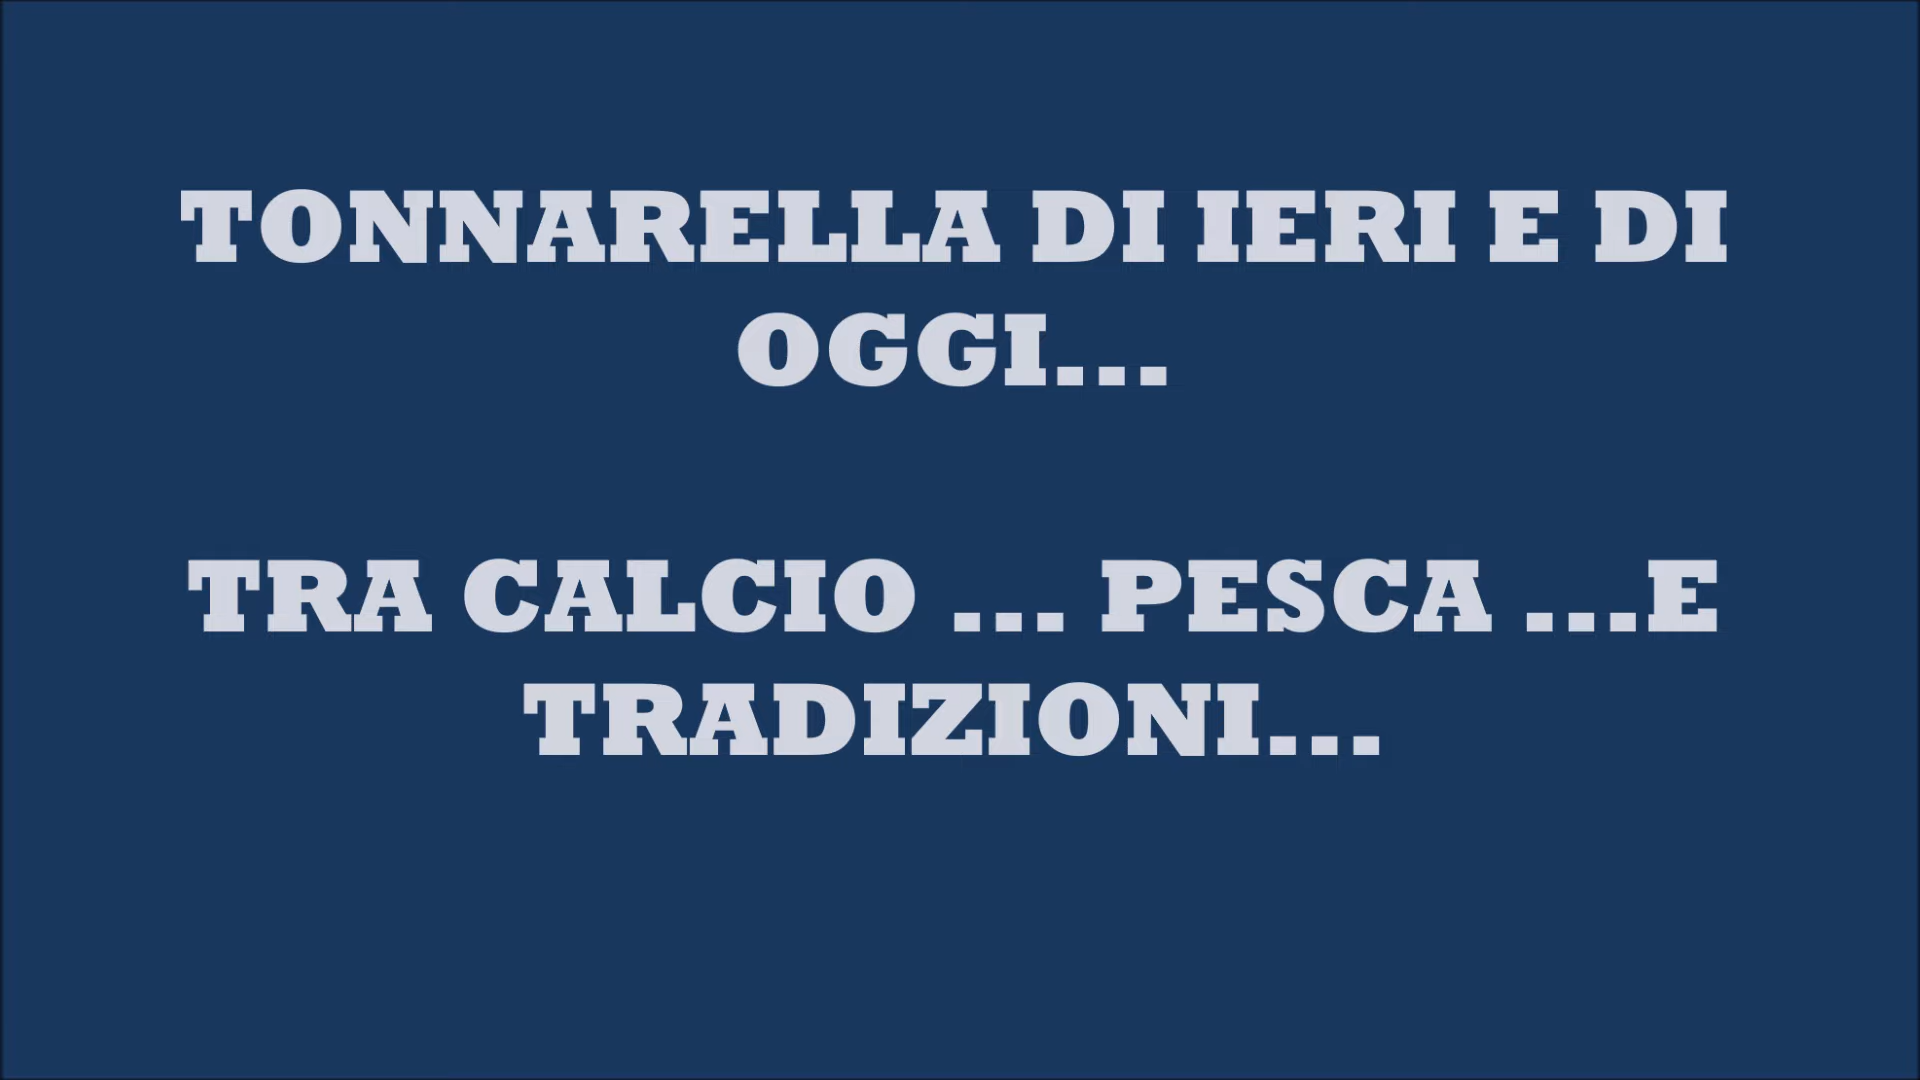 TONNARELLA DI IERI E DI
OGGI...
TRA CALCIO ... PESCA ...E
TRADIZIONI...